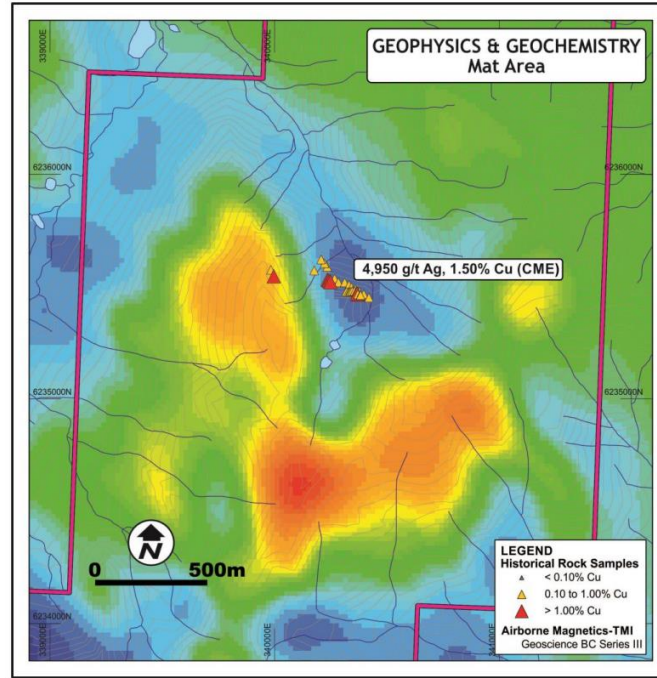 339000E
340000E
GEOPHYSICS & GEOCHEMISTRY
Mat Area
6236000N
6236000N
4,950 g/t Ag, 1.50% Cu (CME)
6235000N
6235000N
N
0 500m
LEGEND
Historical Rock Samples
< 0.10% Cu
0.10 to 1.00% Cu
> 1.00% Cu
Airborne Magnetics-TMI
Geoscience BC Series III
6234000N
339000E
340000E
341000E